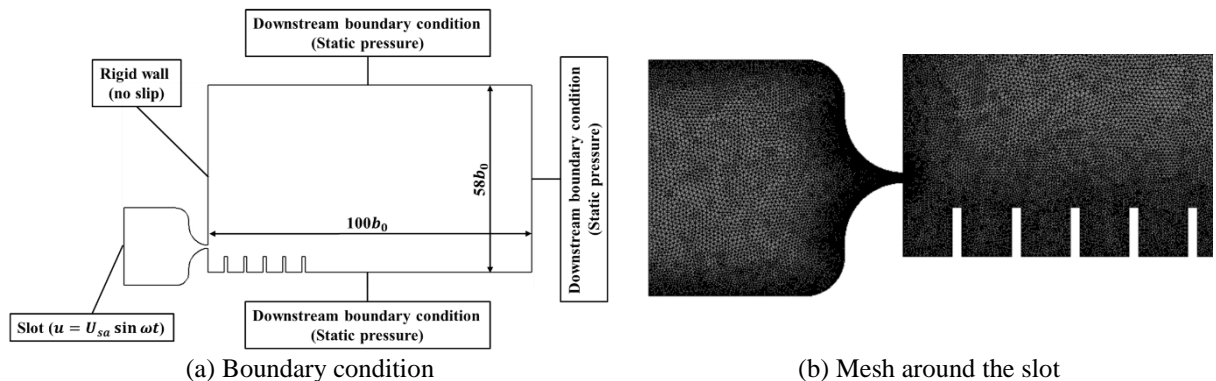 Downstream boundary condition
(Static pressure)
Rigid wall
(no slip)
58b₀
100b₀
Downstream boundary condition
(Static pressure)
Slot (u = Uₛₐ sin ωt)
Downstream boundary condition
(Static pressure)
(a) Boundary condition
(b) Mesh around the slot